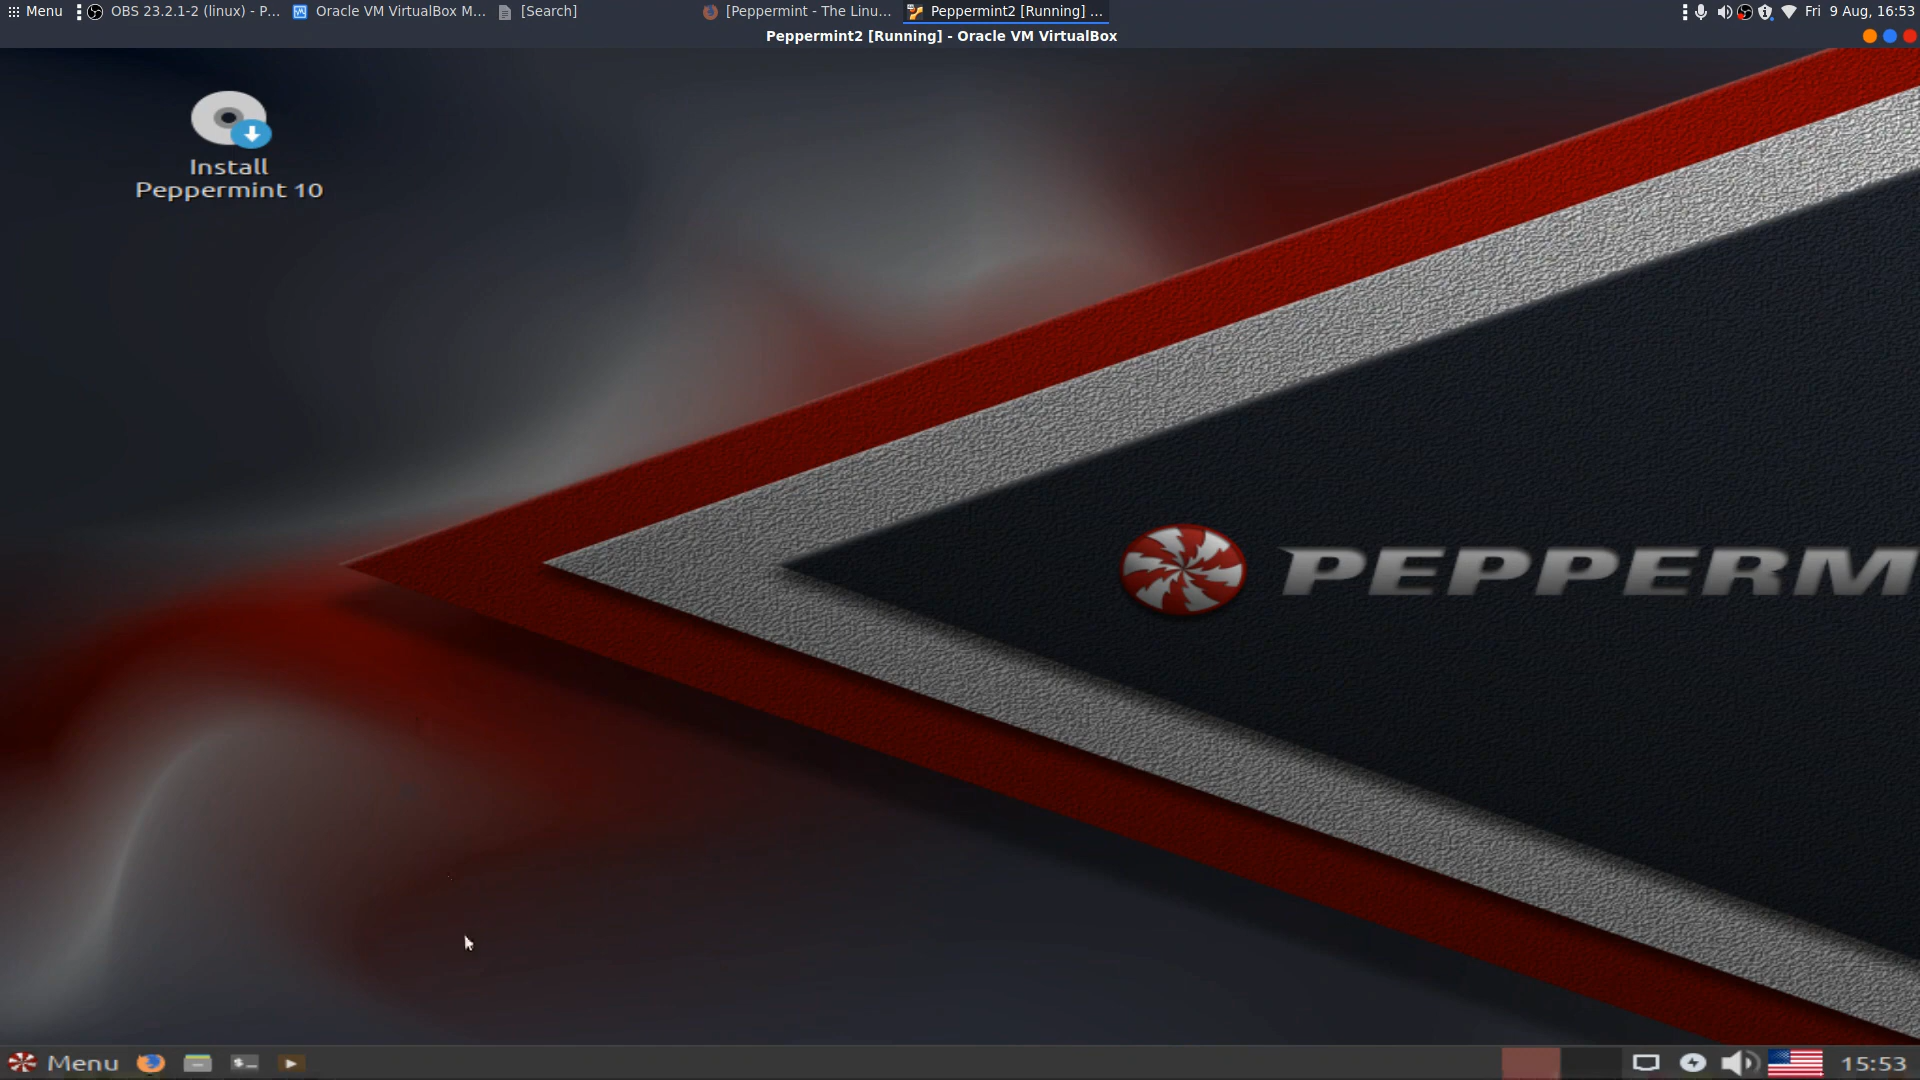 Menu OBS 23.2.1-2 (linux) - P... Oracle VM VirtualBox M... [Search] [Peppermint - The Linu... Peppermint2 [Running] ... Fri 9 Aug, 16:53
Peppermint2 [Running] - Oracle VM VirtualBox
Install
Peppermint 10
PEPPERM
Menu 15:53